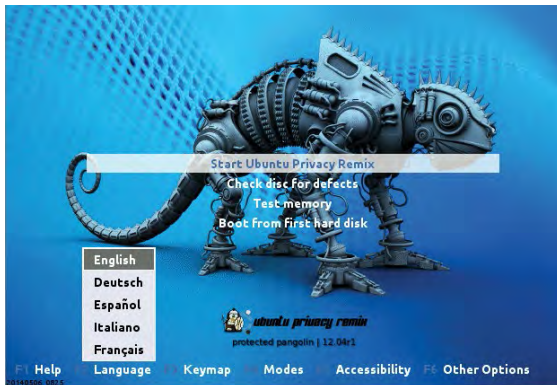 Start Ubuntu Privacy Remix
Check disc for defects
Test memory
Boot from first hard disk
English
Deutsch
Español
Italiano
Français
ubuntu privacy remix
protected pangolin | 12.04r1
F1 Help Language Keymap Modes Accessibility F6 Other Options